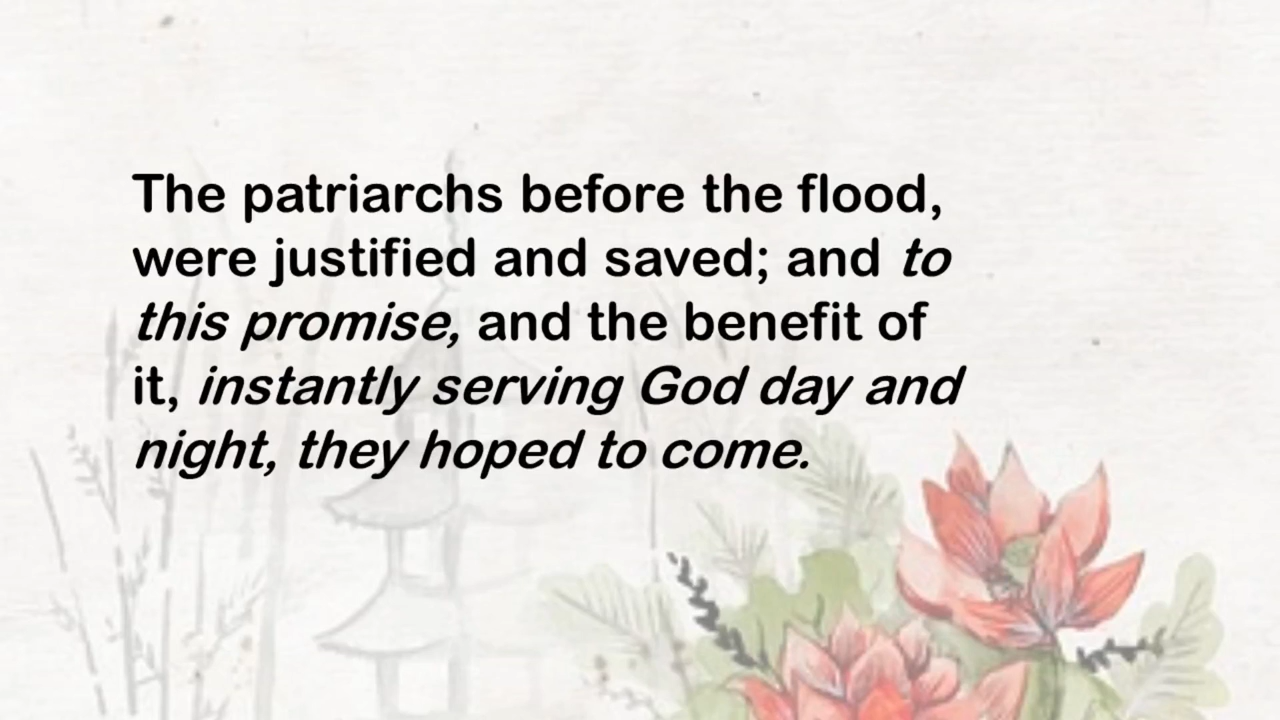 The patriarchs before the flood,
were justified and saved; and to
this promise, and the benefit of
it, instantly serving God day and
night, they hoped to come.